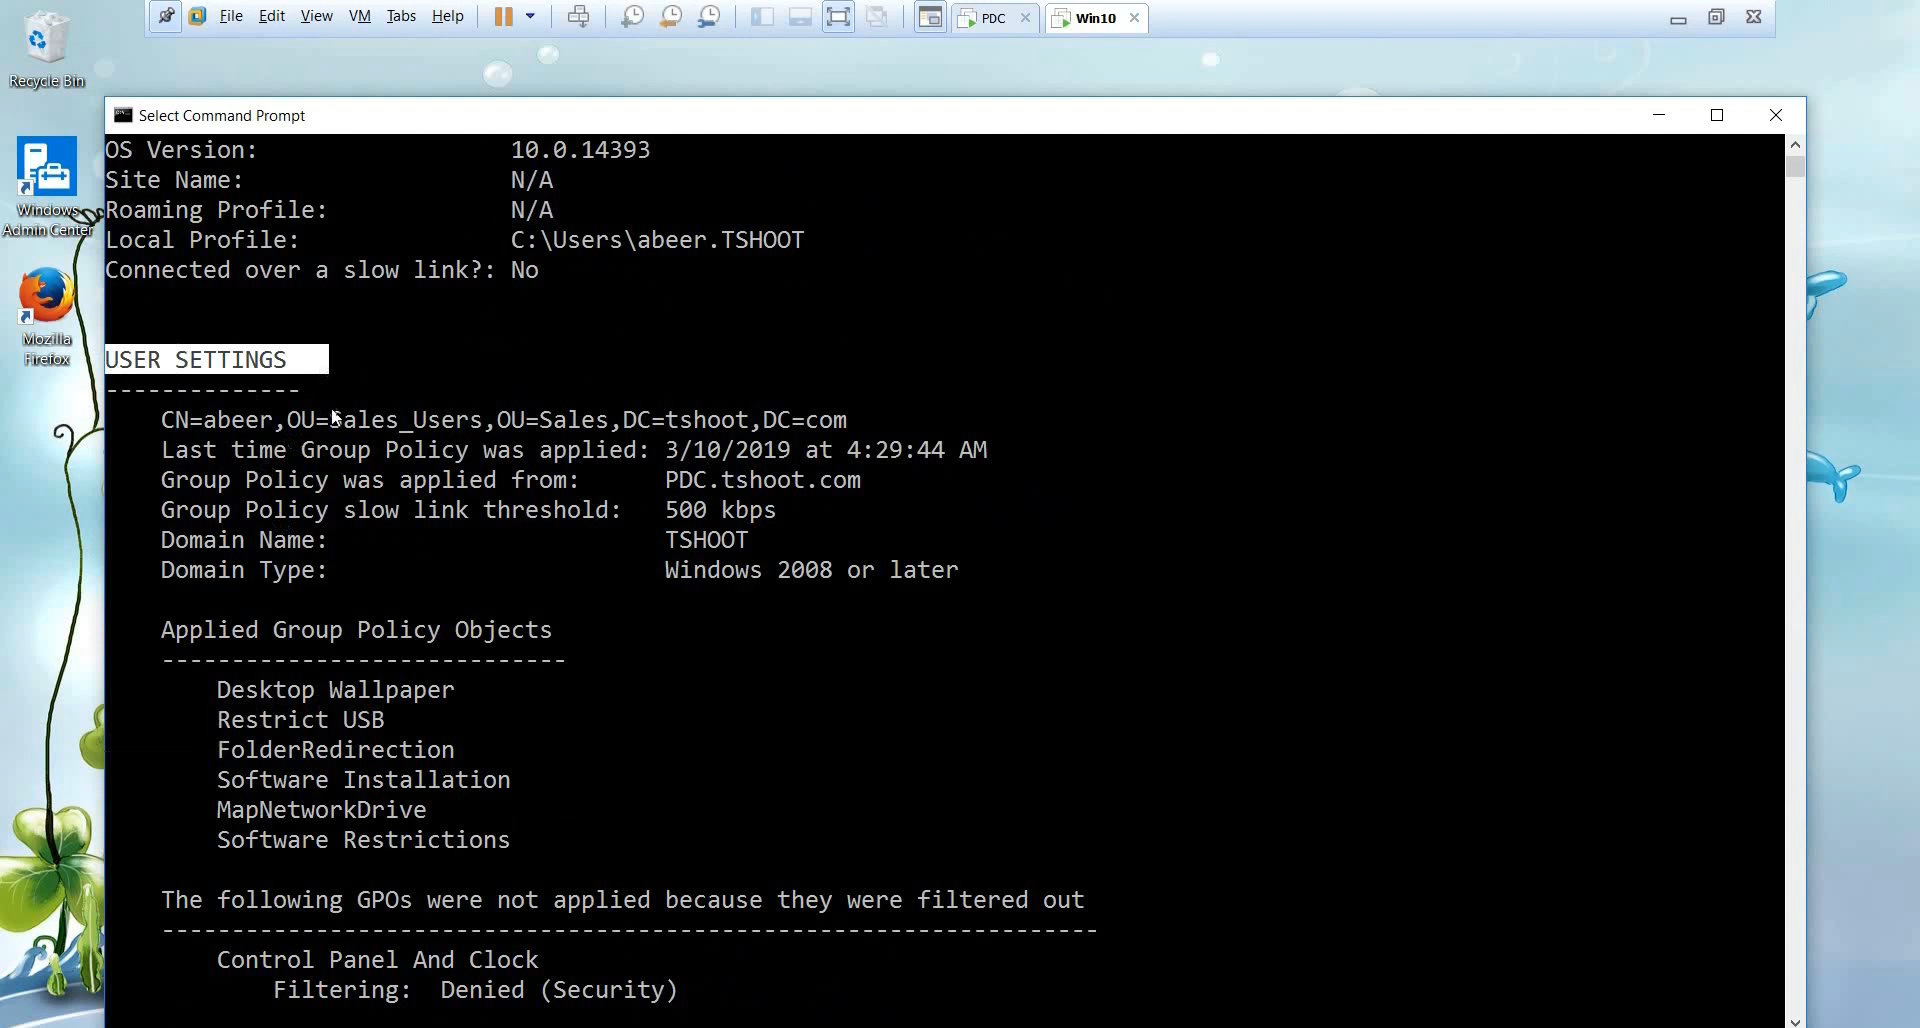 File Edit View VM Tabs Help PDC Win10
Recycle Bin
Select Command Prompt
OS Version: 10.0.14393
Site Name: N/A
Roaming Profile: N/A
Local Profile: C:\Users\abeer.TSHOOT
Connected over a slow link?: No
Windows
Admin Center
Mozilla
Firefox
USER SETTINGS
--------------
CN=abeer,OU=Sales_Users,OU=Sales,DC=tshoot,DC=com
Last time Group Policy was applied: 3/10/2019 at 4:29:44 AM
Group Policy was applied from: PDC.tshoot.com
Group Policy slow link threshold: 500 kbps
Domain Name: TSHOOT
Domain Type: Windows 2008 or later
Applied Group Policy Objects
-----------------------------
Desktop Wallpaper
Restrict USB
FolderRedirection
Software Installation
MapNetworkDrive
Software Restrictions
The following GPOs were not applied because they were filtered out
-------------------------------------------------------------------
Control Panel And Clock
Filtering: Denied (Security)